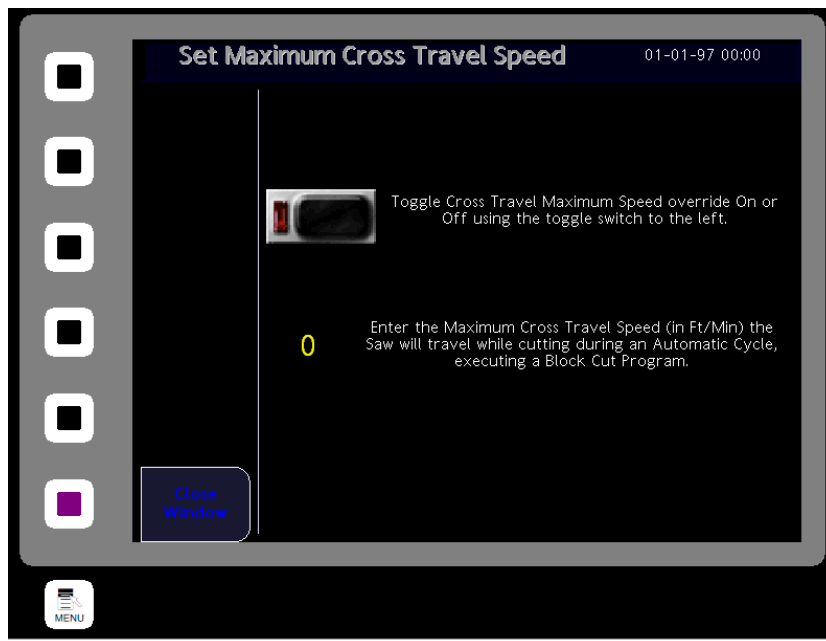 Set Maximum Cross Travel Speed
01-01-97 00:00
Toggle Cross Travel Maximum Speed override On or
Off using the toggle switch to the left.
0
Enter the Maximum Cross Travel Speed (in Ft/Min) the
Saw will travel while cutting during an Automatic Cycle,
executing a Block Cut Program.
Close
Window
MENU